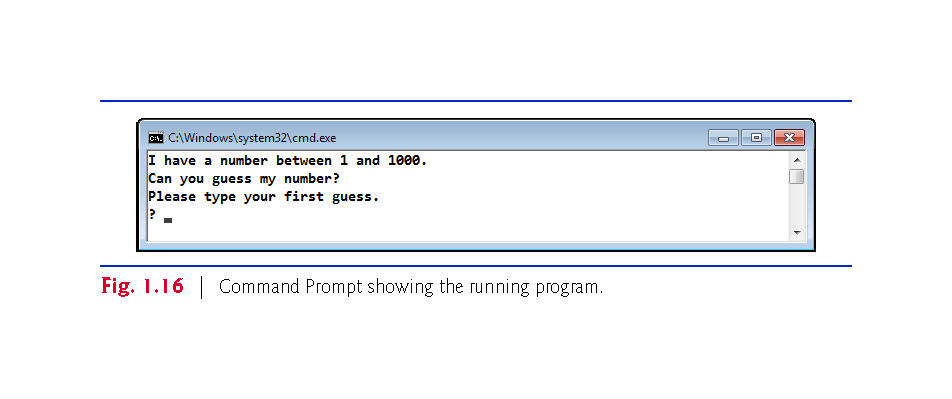 C:\Windows\system32\cmd.exe
I have a number between 1 and 1000.
Can you guess my number?
Please type your first guess.
?
Fig. 1.16 | Command Prompt showing the running program.